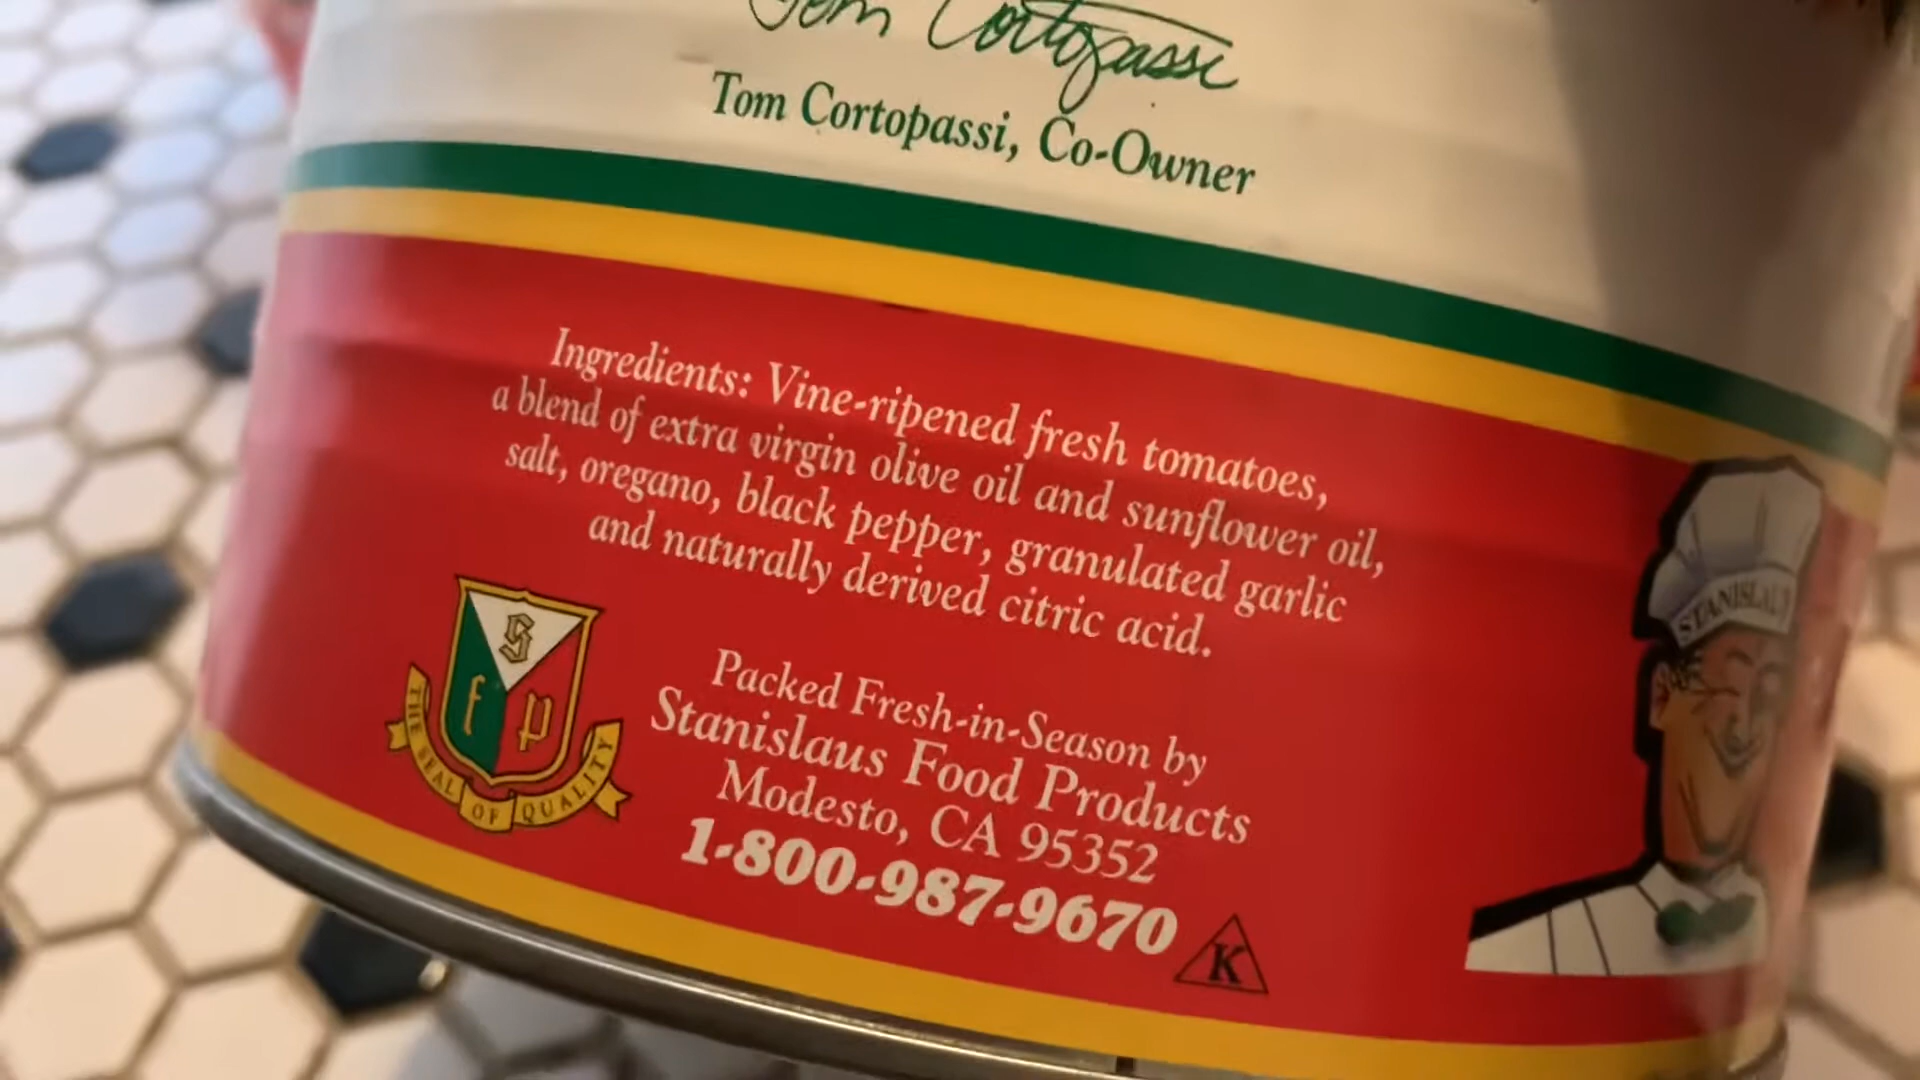 Tom Cortopassi
Tom Cortopassi, Co-Owner
Ingredients: Vine-ripened fresh tomatoes,
a blend of extra virgin olive oil and sunflower oil,
salt, oregano, black pepper, granulated garlic
and naturally derived citric acid.
S
f p
THE SEAL OF QUALITY
Packed Fresh-in-Season by
Stanislaus Food Products
Modesto, CA 95352
1-800-987-9670
K
STANISLAUS